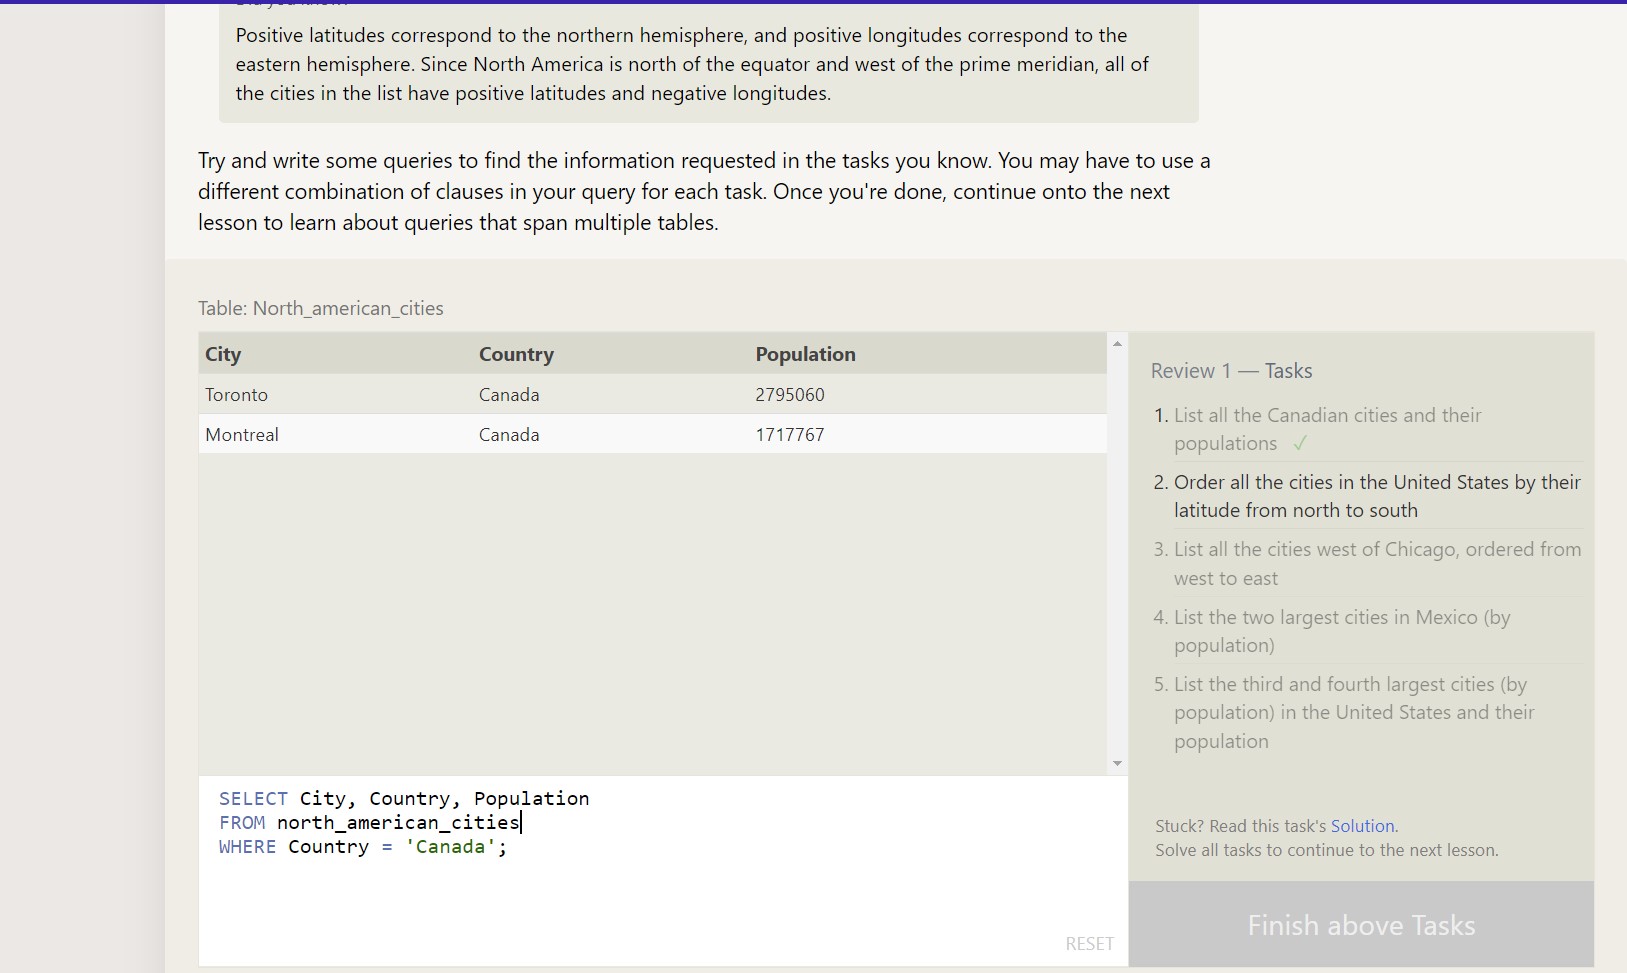 Positive latitudes correspond to the northern hemisphere, and positive longitudes correspond to the
eastern hemisphere. Since North America is north of the equator and west of the prime meridian, all of
the cities in the list have positive latitudes and negative longitudes.
Try and write some queries to find the information requested in the tasks you know. You may have to use a
different combination of clauses in your query for each task. Once you're done, continue onto the next
lesson to learn about queries that span multiple tables.
Table: North_american_cities
City Country Population
Toronto Canada 2795060
Montreal Canada 1717767
Review 1 — Tasks
1. List all the Canadian cities and their
populations ✓
2. Order all the cities in the United States by their
latitude from north to south
3. List all the cities west of Chicago, ordered from
west to east
4. List the two largest cities in Mexico (by
population)
5. List the third and fourth largest cities (by
population) in the United States and their
population
SELECT City, Country, Population
FROM north_american_cities
WHERE Country = 'Canada';
RESET
Stuck? Read this task's Solution.
Solve all tasks to continue to the next lesson.
Finish above Tasks